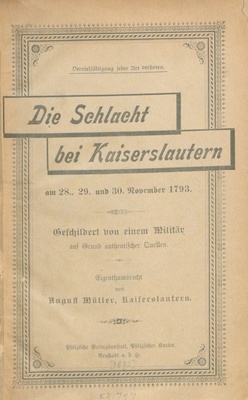 Vervielfältigung jeder Art verboten.
Die Schlacht
bei Kaiserslautern
am 28., 29. und 30. November 1793.
Geschildert von einem Militär
auf Grund authentischer Quellen.
Eigenthumsrecht
von
August Müller, Kaiserslautern.
Pfälzische Verlagsanstalt, Pfälzischer Kurier,
Neustadt a. d. H.